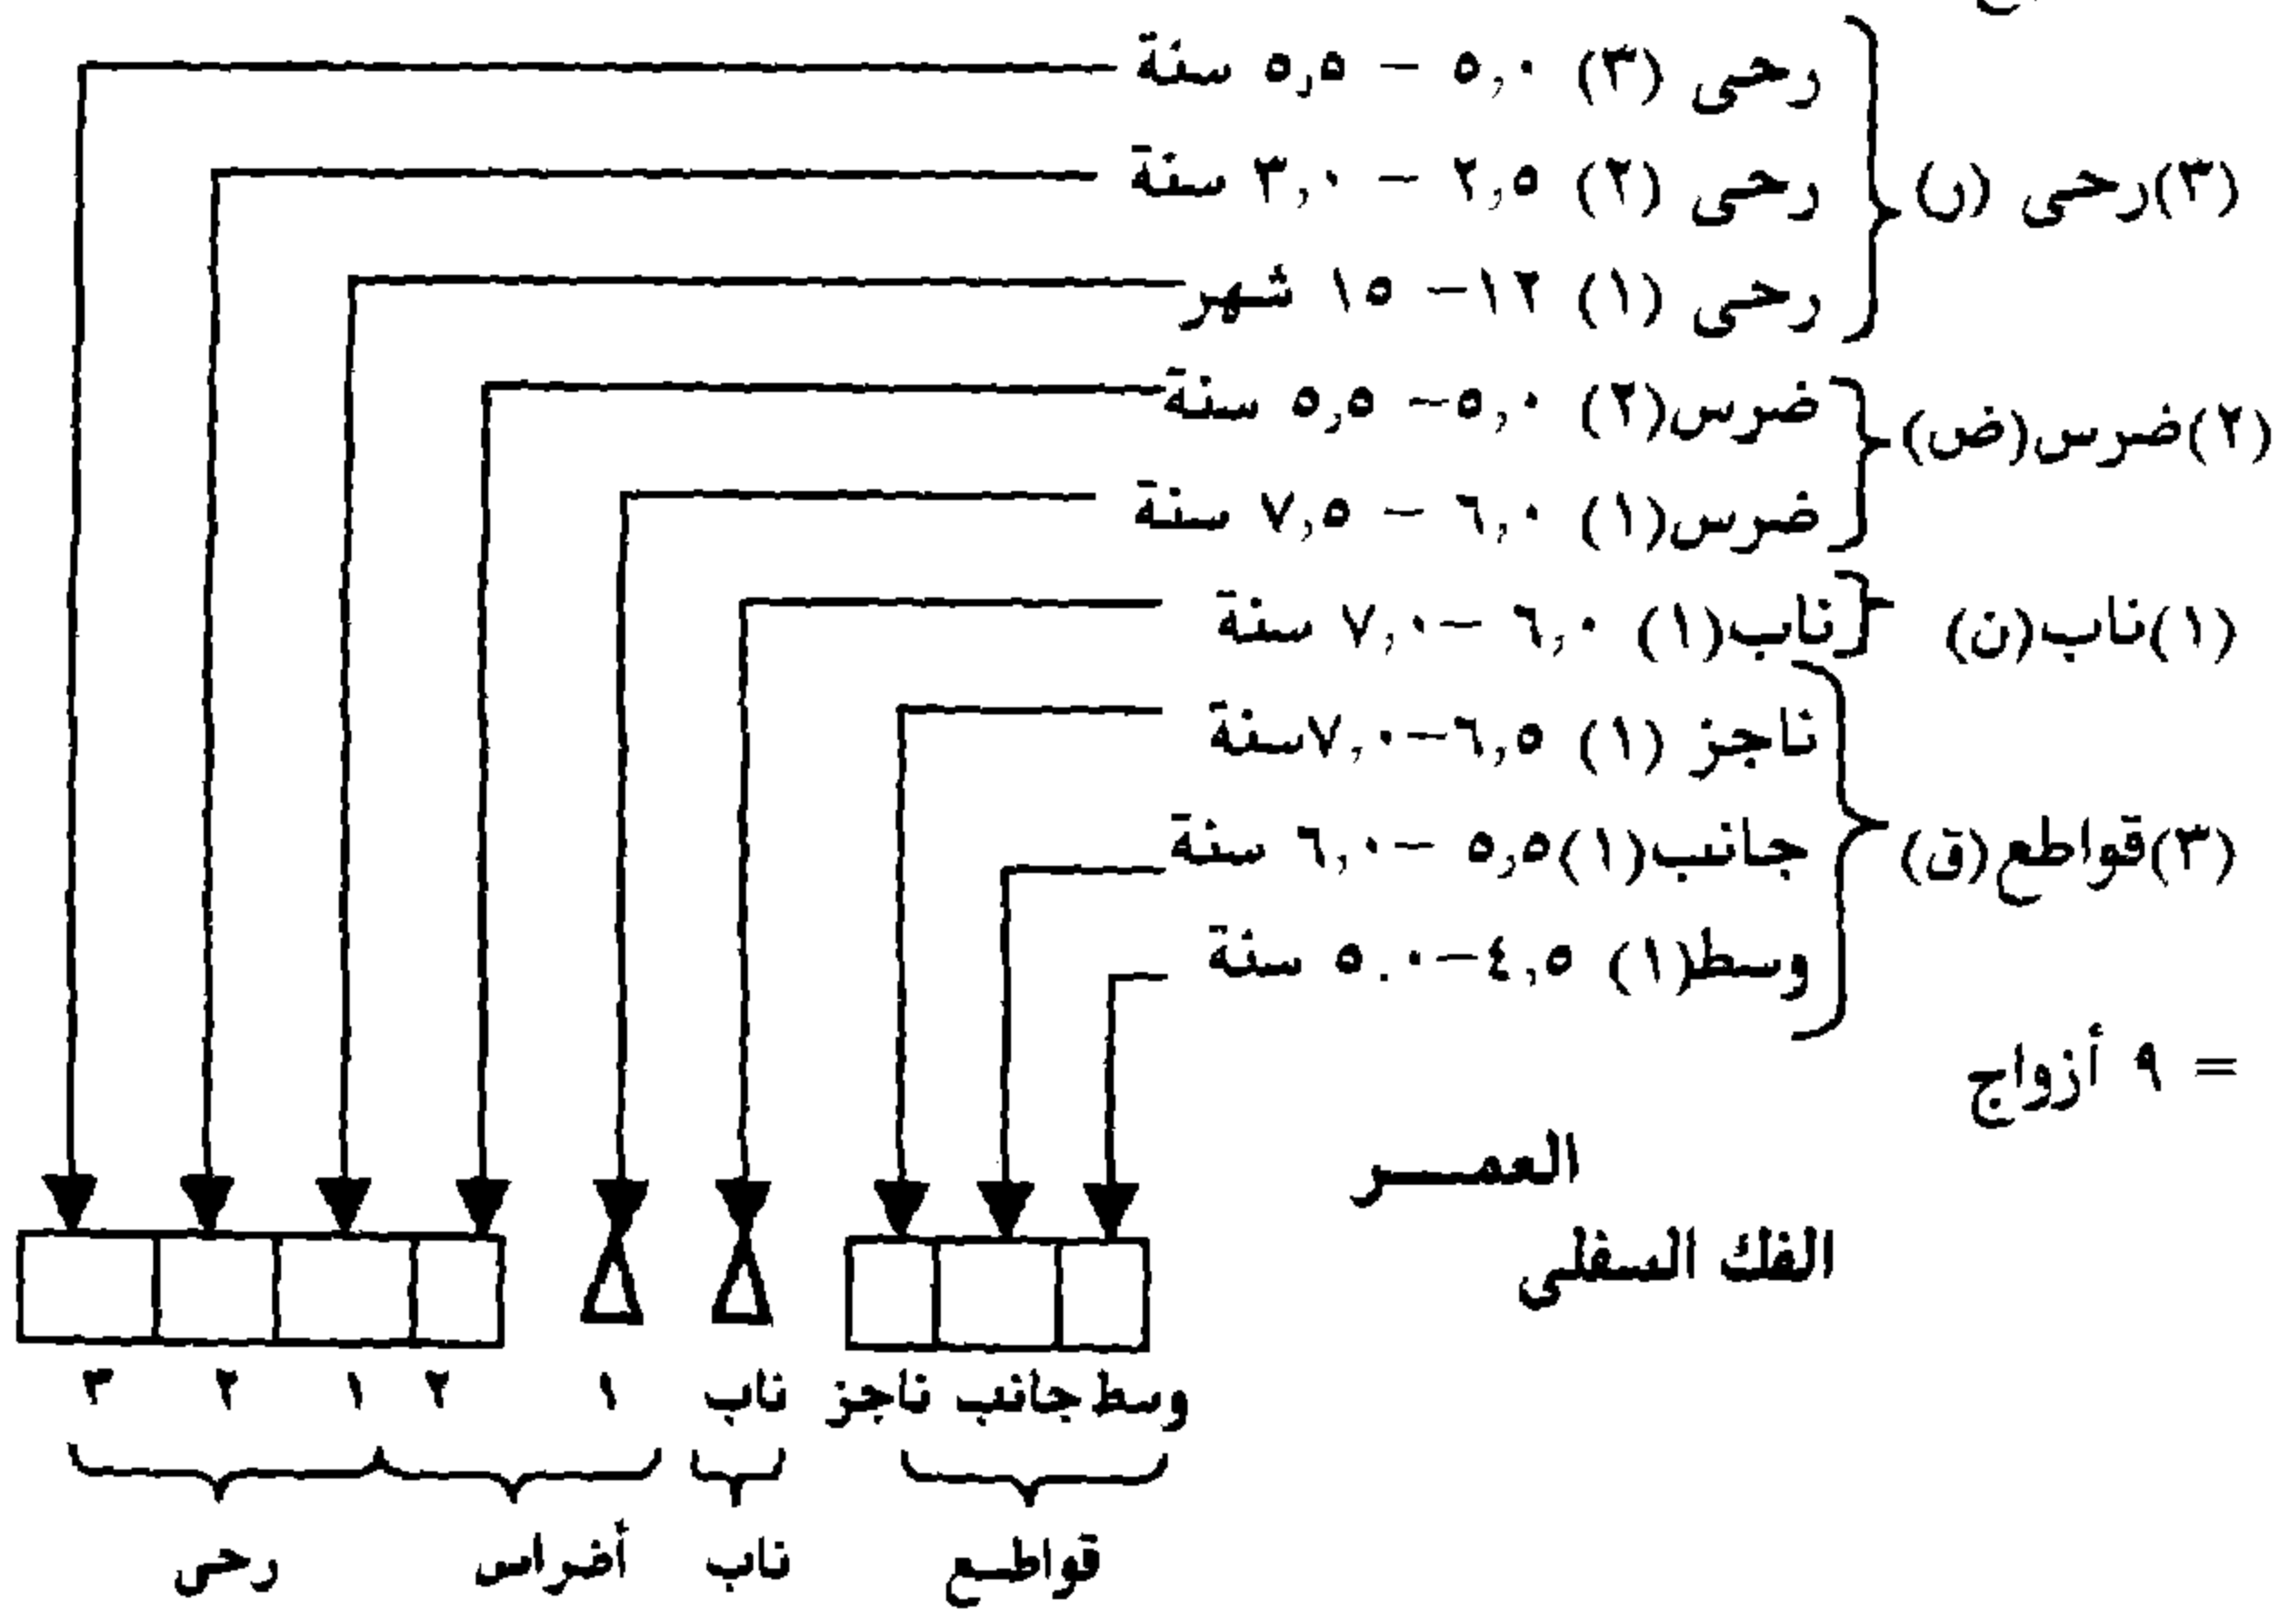 رحى (٣) ٥,٠ – ٥,٥ سنة
(٣)رحى (ں) رحى (٢) ٢,٥ – ٣,٠ سنة
رحى (١) ١٢– ١٥ شهر
ضرس(٢) ٥,٠ –٥,٥ سنة
(٢)ضرس(ض)
ضرس(١) ٦,٠ – ٧,٥ سنة
(١)ناب(ن) ناب(١) ٦,٠ –٧,٠ سنة
ناجز (١) ٦,٥–٧,٠سنة
(٣)قواطع(ق) جانب(١)٥,٥ –٦,٠ سنة
وسط(١) ٤,٥–٥.٠ سنة
= ٩ أزواج
العمـــر
الفك السفلى
وسط جانب ناجز ناب ١ ٢ ١ ٢ ٣
قواطـع ناب أضراس رحى